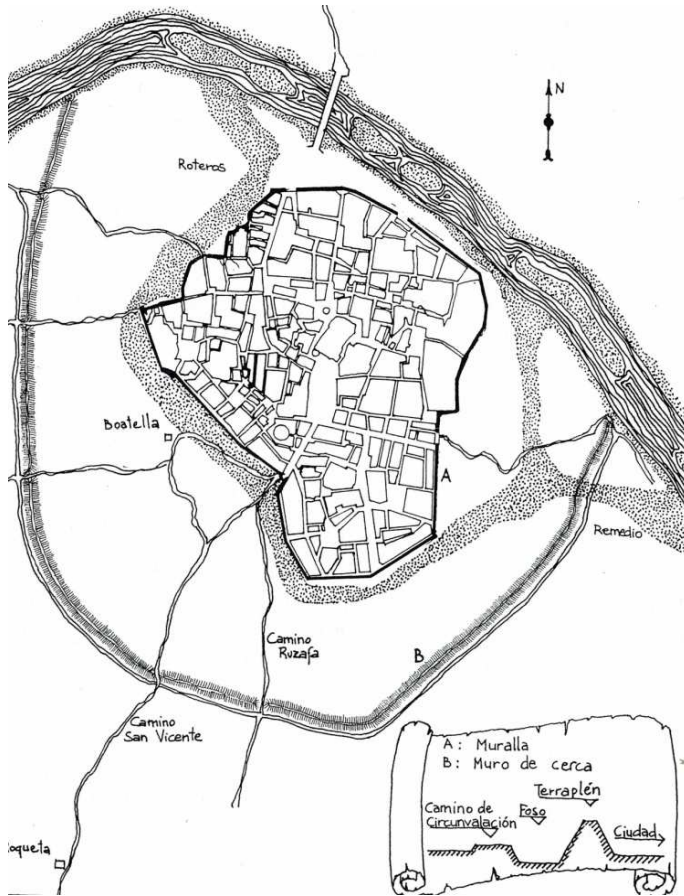 N
Roteros
Boatella
A
Remedio
Camino
Ruzafa
B
Camino
San Vicente
oqueta
A: Muralla
B: Muro de cerca
Terraplén
Camino de
Circunvalación
Foso
Ciudad